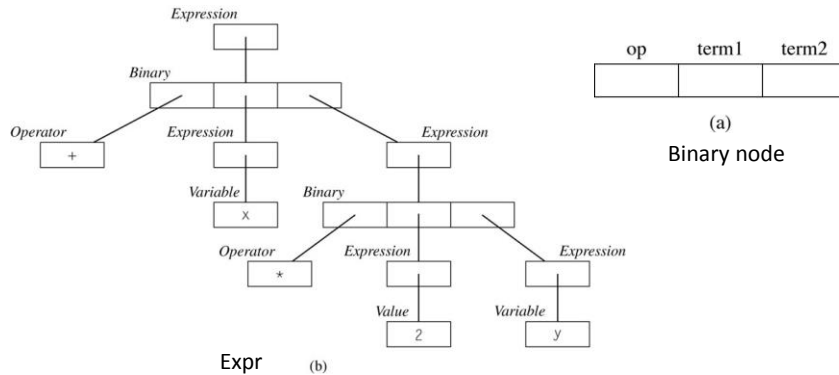 Expression
Binary
op term1 term2
Operator Expression Expression
+
(a)
Binary node
Variable Binary
x
Operator Expression Expression
*
Value Variable
2 y
Expr (b)